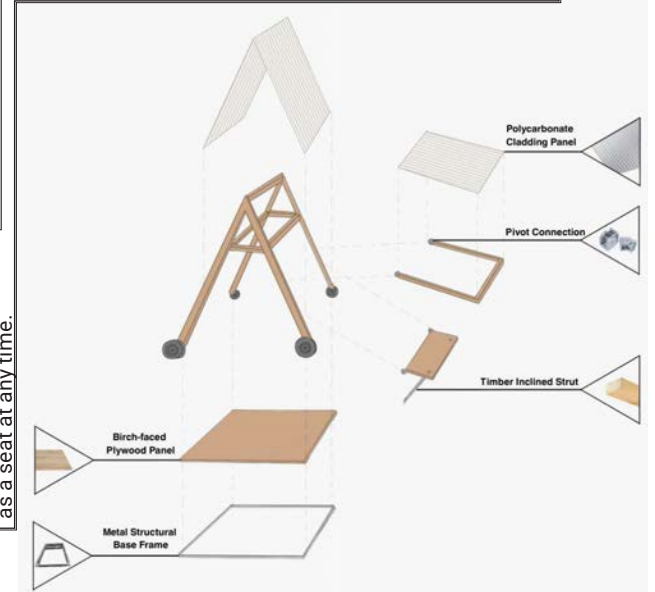 as a seat at any time.
Polycarbonate
Cladding Panel
Pivot Connection
Timber Inclined Strut
Birch-faced
Plywood Panel
Metal Structural
Base Frame